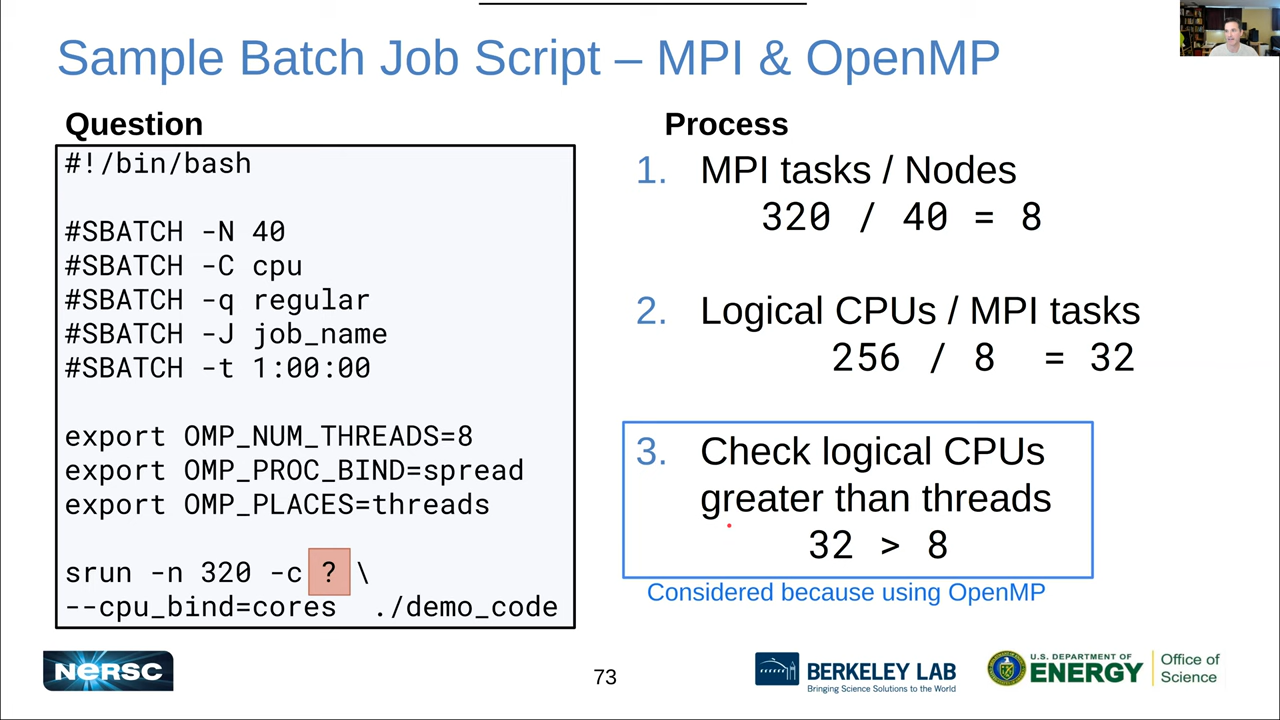 Sample Batch Job Script – MPI & OpenMP
Question
#!/bin/bash
#SBATCH -N 40
#SBATCH -C cpu
#SBATCH -q regular
#SBATCH -J job_name
#SBATCH -t 1:00:00
export OMP_NUM_THREADS=8
export OMP_PROC_BIND=spread
export OMP_PLACES=threads
srun -n 320 -c ? \
--cpu_bind=cores ./demo_code
Process
1. MPI tasks / Nodes
320 / 40 = 8
2. Logical CPUs / MPI tasks
256 / 8 = 32
3. Check logical CPUs
greater than threads
32 > 8
Considered because using OpenMP
NERSC
73
BERKELEY LAB
Bringing Science Solutions to the World
U.S. DEPARTMENT OF
ENERGY
Office of
Science